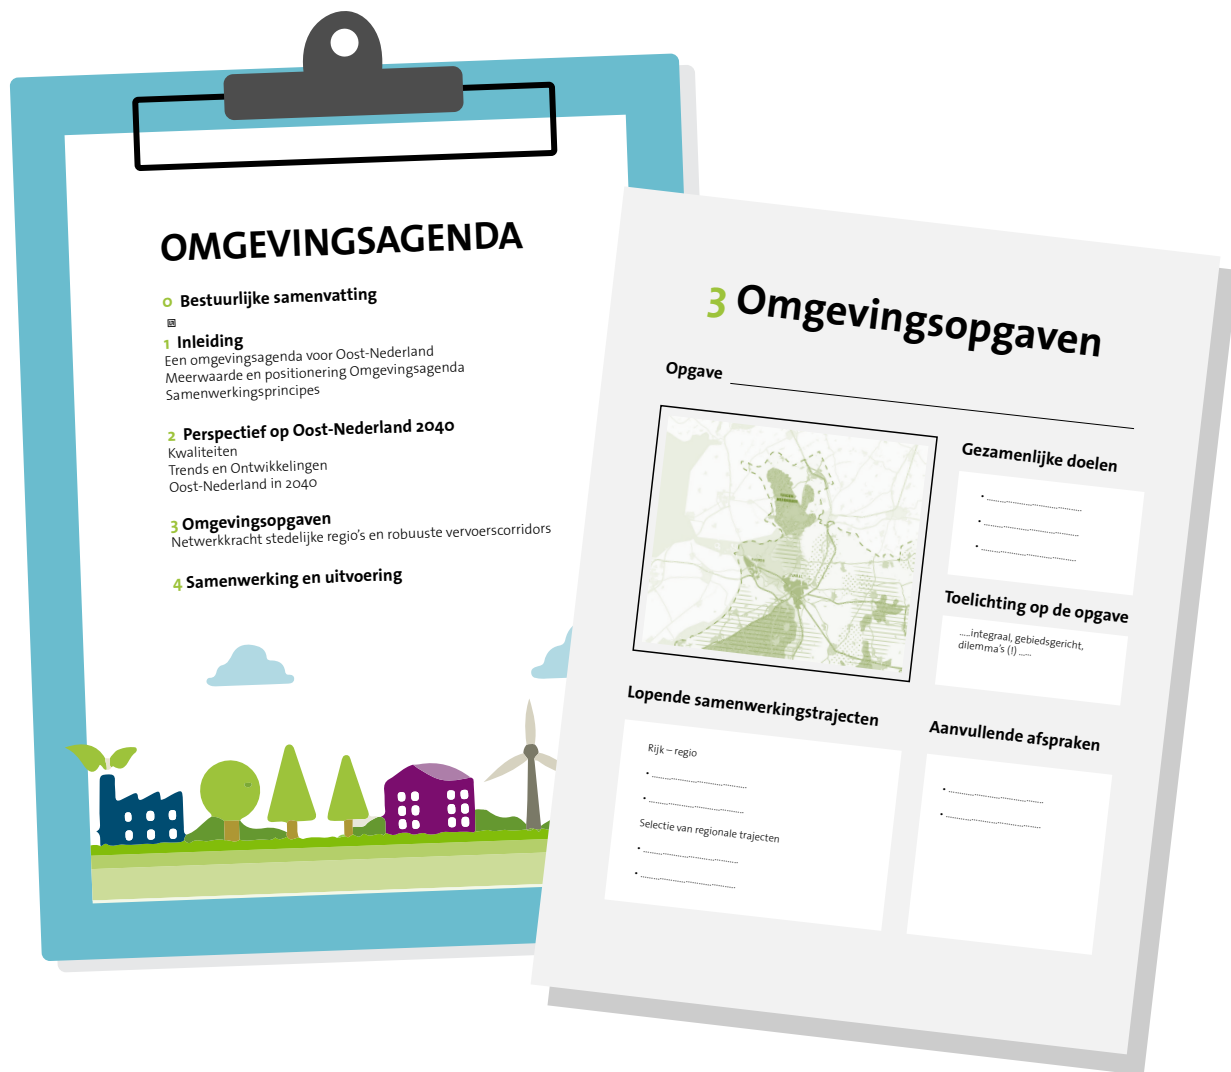 OMGEVINGSAGENDA
0 Bestuurlijke samenvatting
1 Inleiding
Een omgevingsagenda voor Oost-Nederland
Meerwaarde en positionering Omgevingsagenda
Samenwerkingsprincipes
2 Perspectief op Oost-Nederland 2040
Kwaliteiten
Trends en Ontwikkelingen
Oost-Nederland in 2040
3 Omgevingsopgaven
Netwerkkracht stedelijke regio's en robuuste vervoerscorridors
4 Samenwerking en uitvoering
3 Omgevingsopgaven
Opgave
Gezamenlijke doelen
Toelichting op de opgave
.....integraal, gebiedsgericht,
dilemma's (!) .....
Lopende samenwerkingstrajecten
Rijk – regio
Selectie van regionale trajecten
Aanvullende afspraken